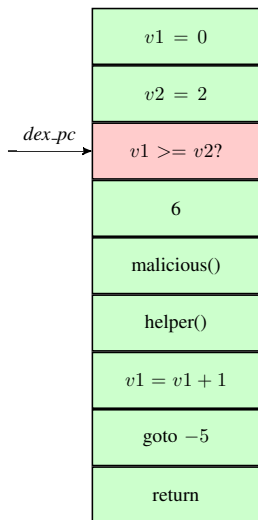 v1 = 0
v2 = 2
dex_pc
v1 >= v2?
6
malicious()
helper()
v1 = v1 + 1
goto −5
return